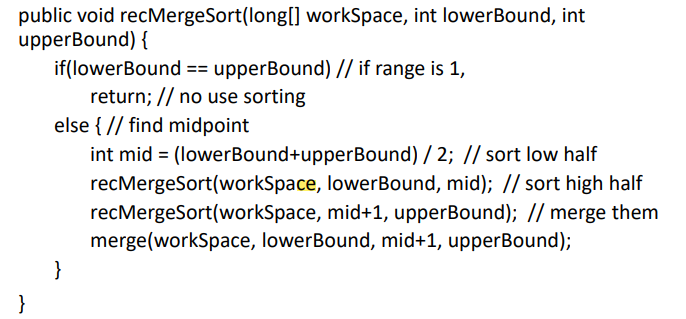 public void recMergeSort(long[] workSpace, int lowerBound, int
upperBound) {
if(lowerBound == upperBound) // if range is 1,
return; // no use sorting
else { // find midpoint
int mid = (lowerBound+upperBound) / 2;  // sort low half
recMergeSort(workSpace, lowerBound, mid);  // sort high half
recMergeSort(workSpace, mid+1, upperBound);  // merge them
merge(workSpace, lowerBound, mid+1, upperBound);
}
}